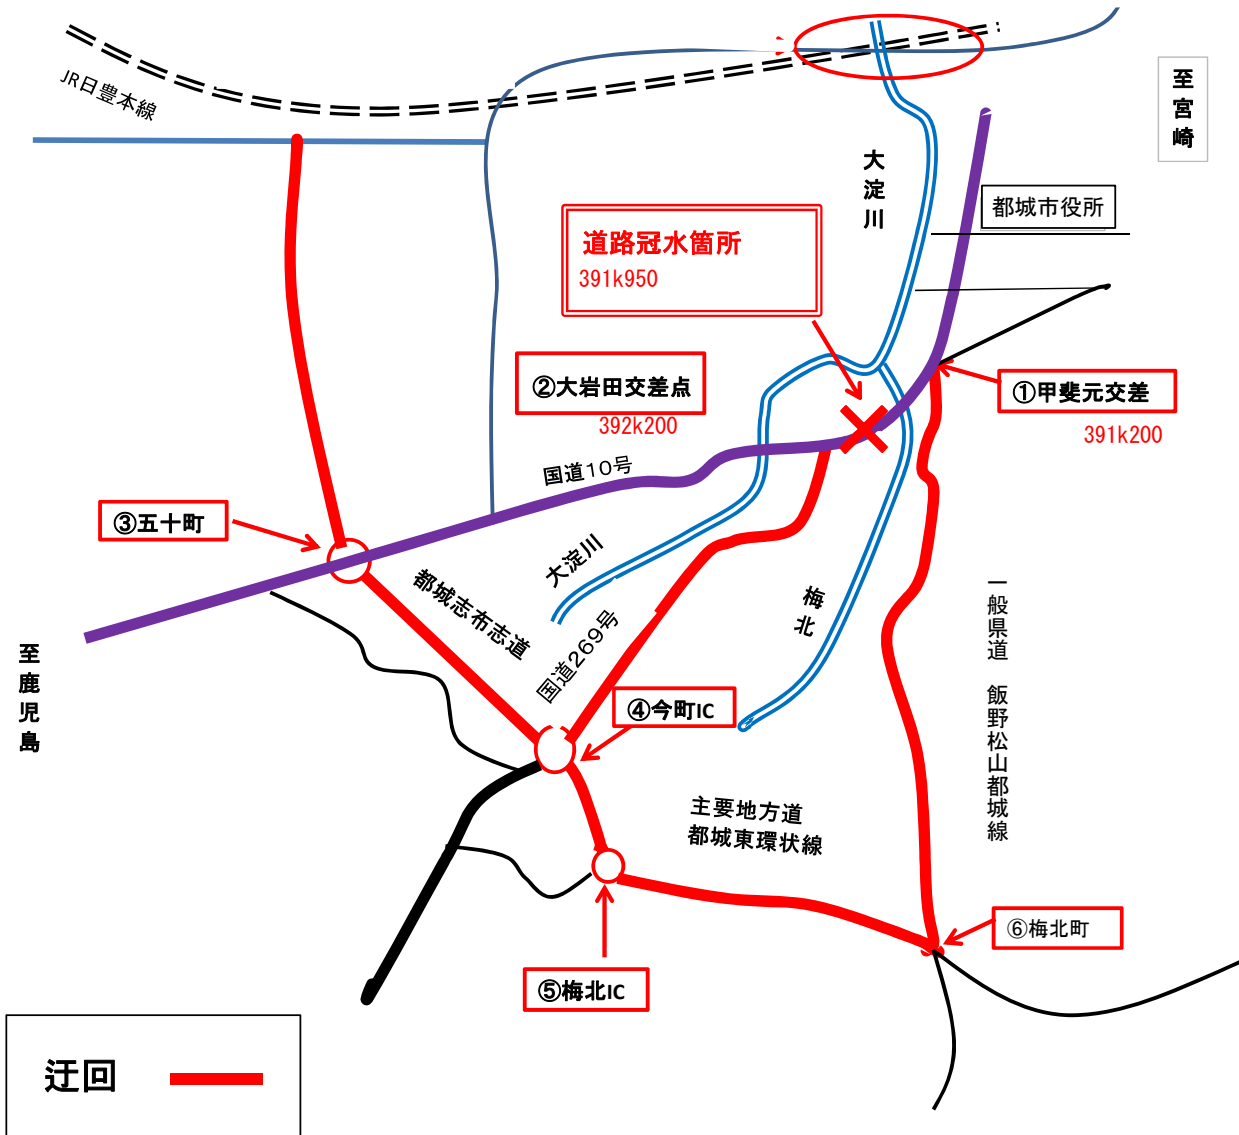 JR日豊本線
至宮崎
大淀川
都城市役所
道路冠水箇所
391k950
②大岩田交差点
392k200
①甲斐元交差
391k200
国道10号
③五十町
大淀川
都城志布志道
国道269号
梅北
一般県道　飯野松山都城線
至鹿児島
④今町IC
主要地方道
都城東環状線
⑥梅北町
⑤梅北IC
迂回